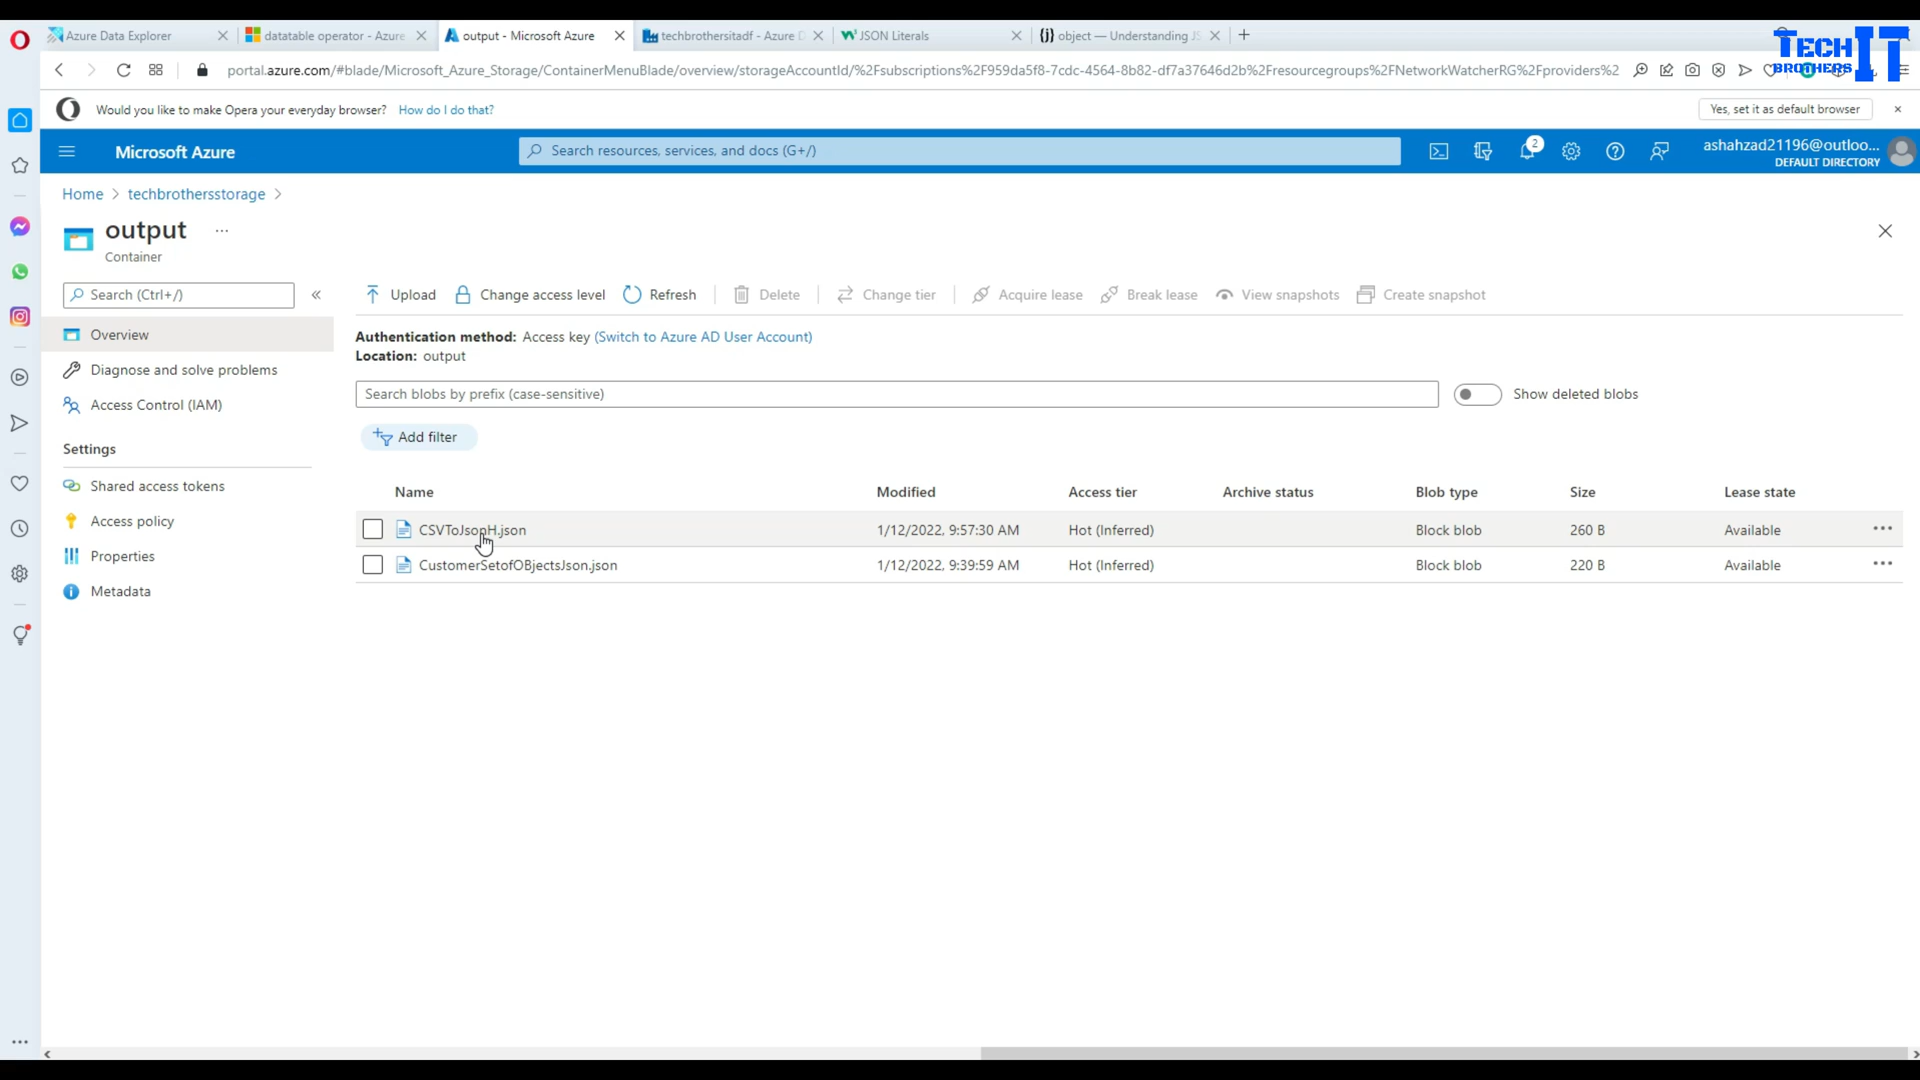 Azure Data Explorer
datatable operator - Azure
output - Microsoft Azure
techbrothersitadf - Azure D
JSON Literals
{j} object — Understanding JS
TECH IT
BROTHERS
portal.azure.com/#blade/Microsoft_Azure_Storage/ContainerMenuBlade/overview/storageAccountId/%2Fsubscriptions%2F959da5f8-7cdc-4564-8b82-df7a37646d2b%2Fresourcegroups%2FNetworkWatcherRG%2Fproviders%2
Would you like to make Opera your everyday browser? How do I do that?
Yes, set it as default browser
Microsoft Azure
Search resources, services, and docs (G+/)
2
ashahzad21196@outloo...
DEFAULT DIRECTORY
Home > techbrothersstorage >
output ...
Container
Search (Ctrl+/)
Overview
Diagnose and solve problems
Access Control (IAM)
Settings
Shared access tokens
Access policy
Properties
Metadata
Upload Change access level Refresh Delete Change tier Acquire lease Break lease View snapshots Create snapshot
Authentication method: Access key (Switch to Azure AD User Account)
Location: output
Search blobs by prefix (case-sensitive)
Show deleted blobs
Add filter
Name Modified Access tier Archive status Blob type Size Lease state
CSVToJsonH.json 1/12/2022, 9:57:30 AM Hot (Inferred) Block blob 260 B Available
CustomerSetofOBjectsJson.json 1/12/2022, 9:39:59 AM Hot (Inferred) Block blob 220 B Available